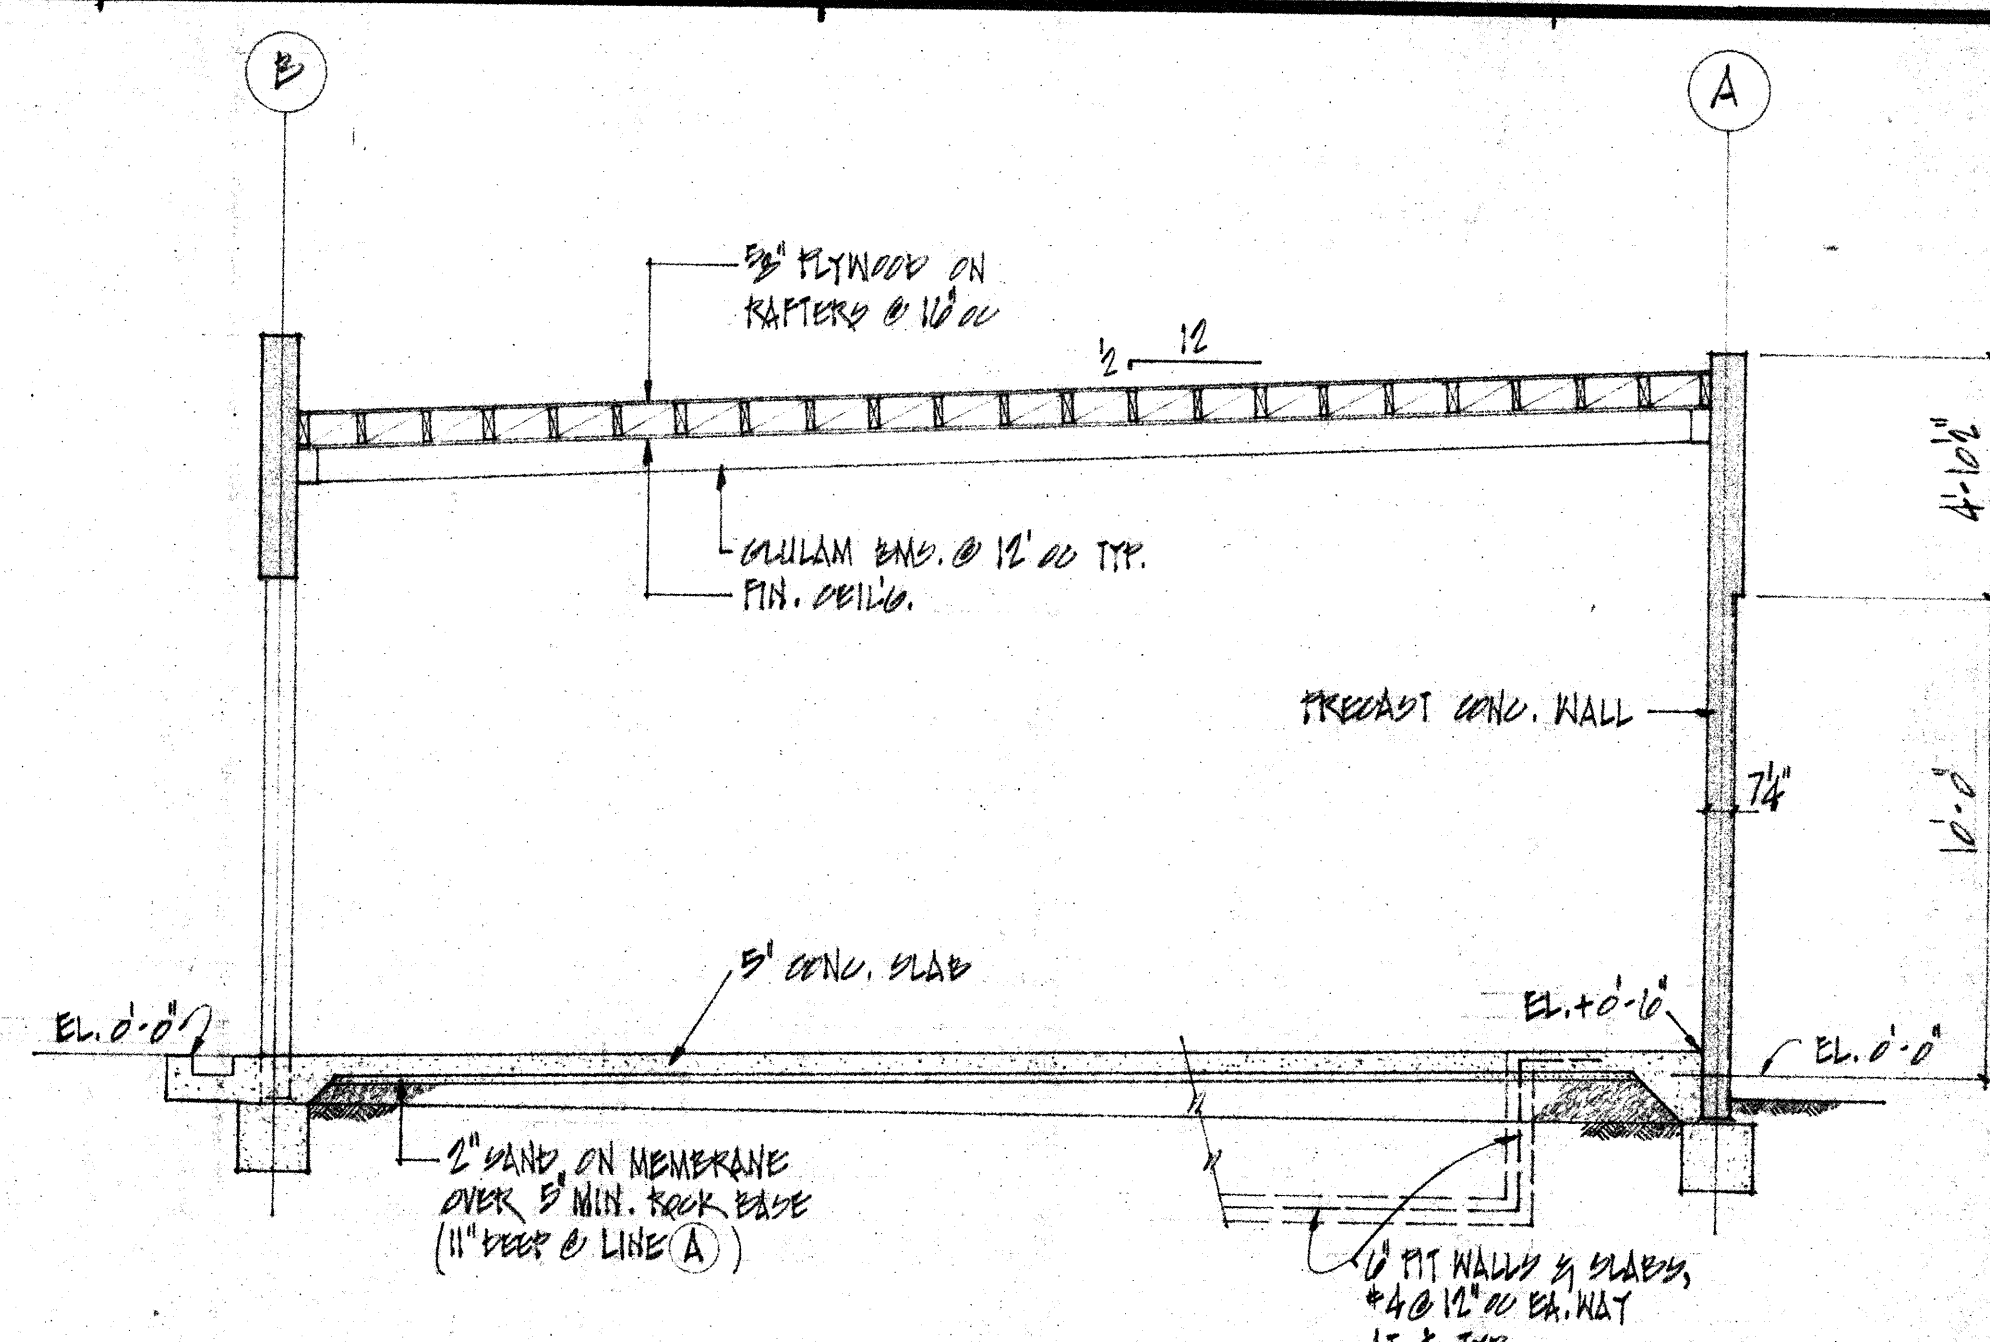 B
A
5/8" PLYWOOD ON
RAFTERS @ 16" OC
1/2
12
4'-10 1/2"
GLULAM BMS. @ 12' OC TYP.
FIN. CEIL'G.
PRECAST CONC. WALL
7 1/4"
10'-0"
5" CONC. SLAB
EL. 0'-0"
EL. +0'-6"
EL. 0'-0"
2" SAND ON MEMBRANE
OVER 5" MIN. ROCK BASE
(11" DEEP @ LINE A)
6" PIT WALLS & SLABS,
#4 @ 12" OC EA. WAY
TYP